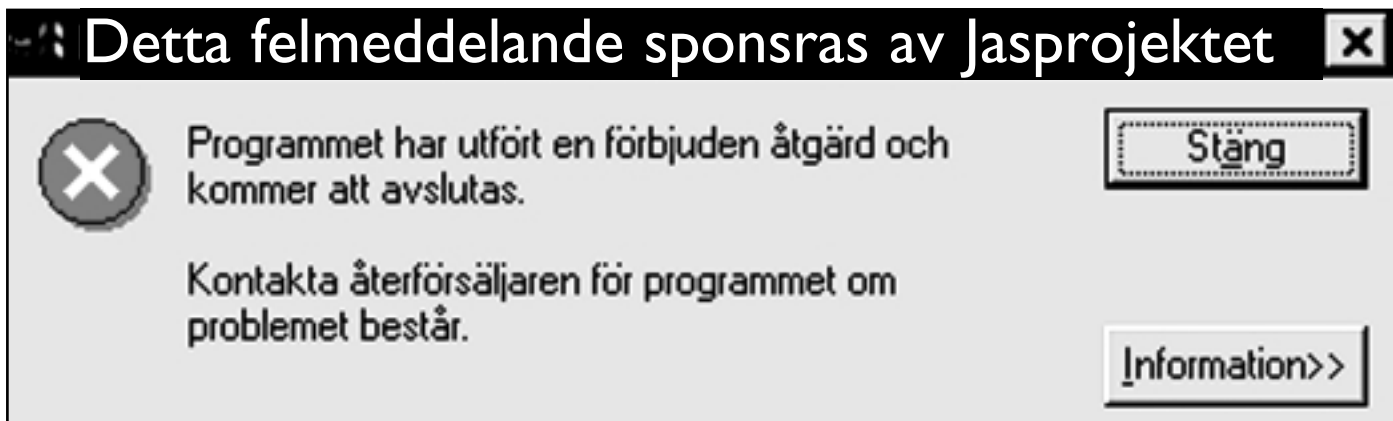 Detta felmeddelande sponsras av Jasprojektet
Programmet har utfört en förbjuden åtgärd och
kommer att avslutas.
Stäng
Kontakta återförsäljaren för programmet om
problemet består.
Information>>